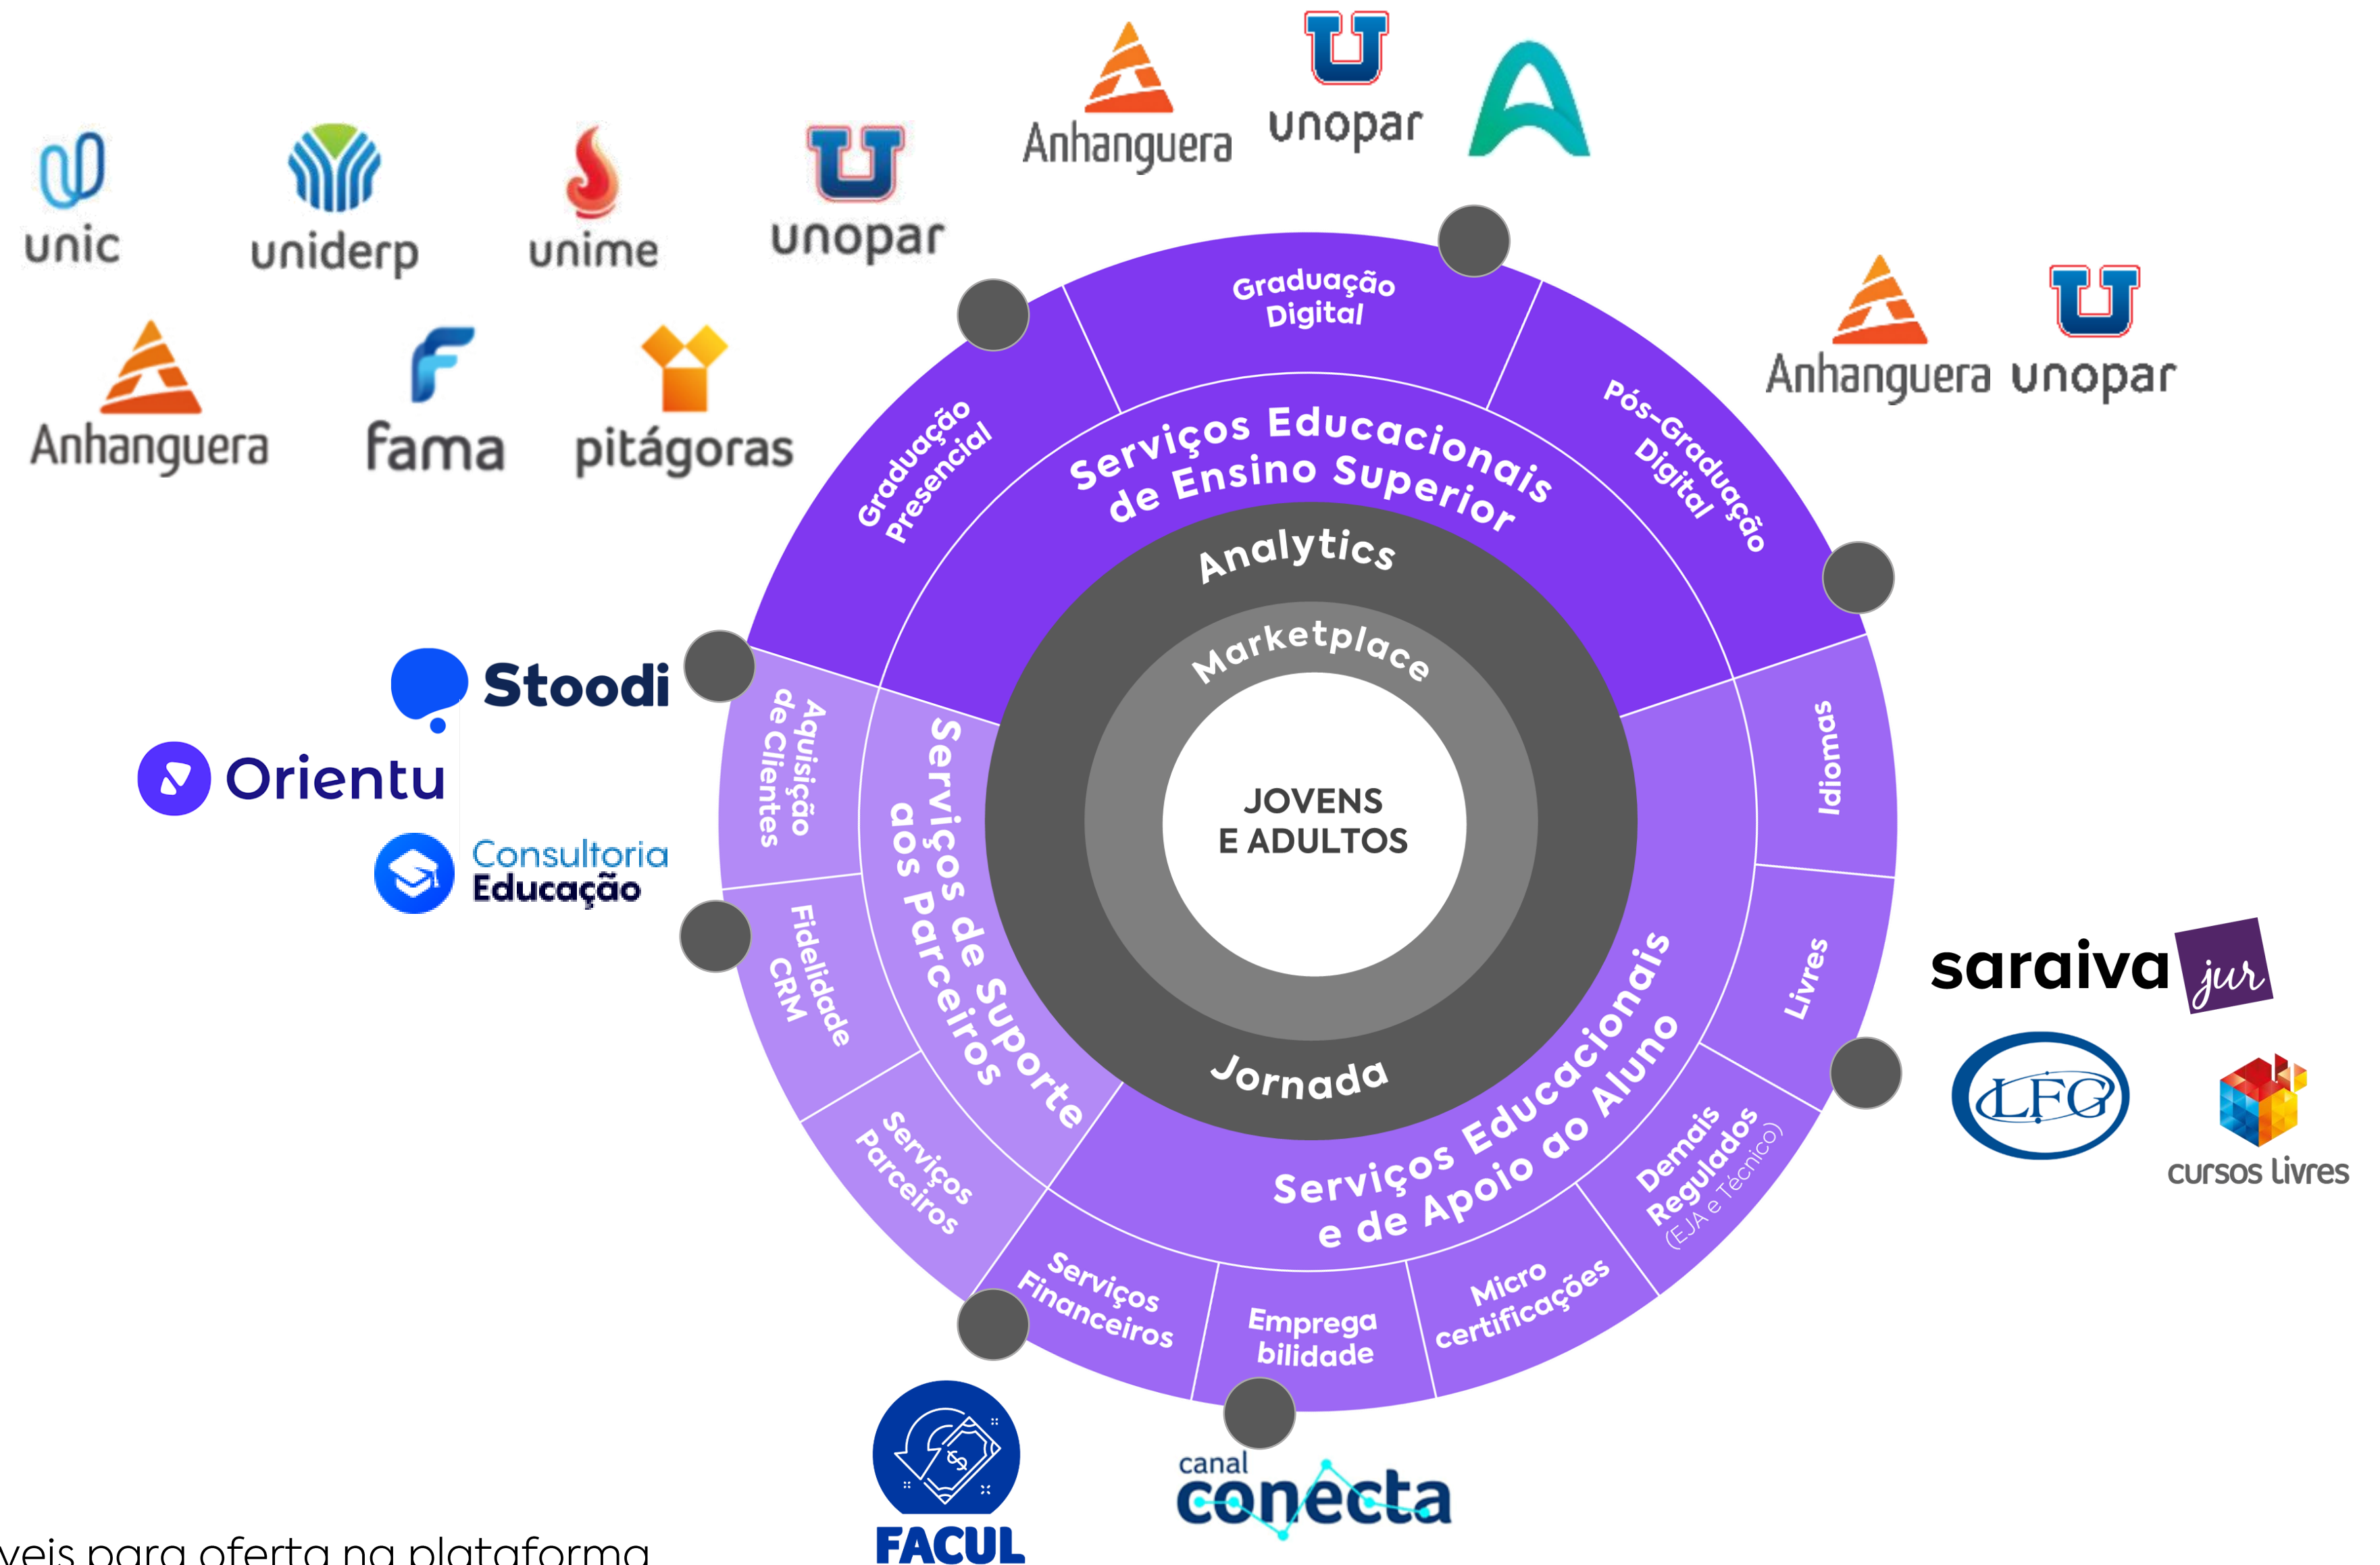 Anhanguera
unopar
unic
uniderp
unime
unopar
Anhanguera
fama
pitágoras
Anhanguera
unopar
Graduação
Digital
Graduação
Presencial
Pós-Graduação
Digital
Serviços Educacionais
de Ensino Superior
Analytics
Marketplace
JOVENS
E ADULTOS
Jornada
Stoodi
Orientu
Consultoria
Educação
Aquisição
de Clientes
Fidelidade
CRM
Serviços
Parceiros
Serviços de Suporte
aos Parceiros
Idiomas
Livres
Demais
Regulados
(EJA e Técnico)
Micro
certificações
Emprega
bilidade
Serviços
Financeiros
Serviços Educacionais
e de Apoio ao Aluno
saraiva jur
LFG
cursos livres
$
FACUL
canal
conecta
para oferta na plataforma